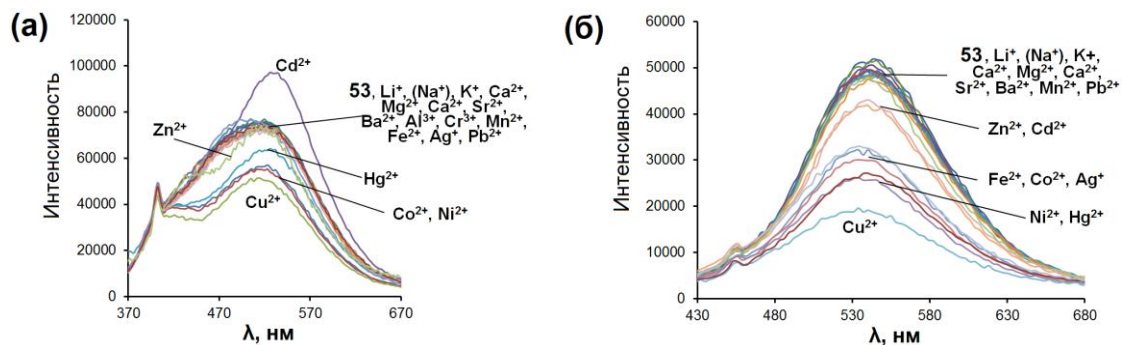 (а)
120000
100000
80000
60000
40000
20000
0
Интенсивность
Cd²⁺
53, Li⁺, (Na⁺), K⁺, Ca²⁺,
Mg²⁺, Ca²⁺, Sr²⁺,
Ba²⁺, Al³⁺, Cr³⁺, Mn²⁺,
Fe²⁺, Ag⁺, Pb²⁺
Zn²⁺
Hg²⁺
Co²⁺, Ni²⁺
Cu²⁺
370 470 570 670
λ, нм
(б)
60000
50000
40000
30000
20000
10000
0
Интенсивность
53, Li⁺, (Na⁺), K+,
Ca²⁺, Mg²⁺, Ca²⁺,
Sr²⁺, Ba²⁺, Mn²⁺, Pb²⁺
Zn²⁺, Cd²⁺
Fe²⁺, Co²⁺, Ag⁺
Ni²⁺, Hg²⁺
Cu²⁺
430 480 530 580 630 680
λ, нм